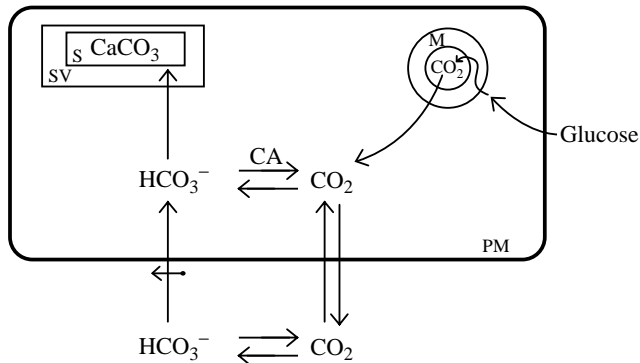 CaCO₃
S
SV
M
CO₂
Glucose
CA
HCO₃⁻
CO₂
PM
HCO₃⁻
CO₂